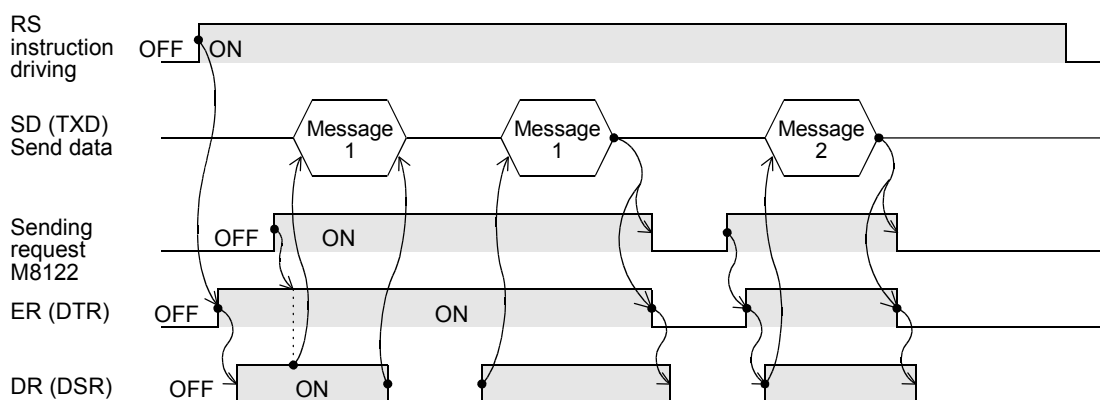 RS
instruction
driving
OFF
ON
SD (TXD)
Send data
Message
1
Message
1
Message
2
Sending
request
M8122
OFF
ON
ER (DTR)
OFF
ON
DR (DSR)
OFF
ON